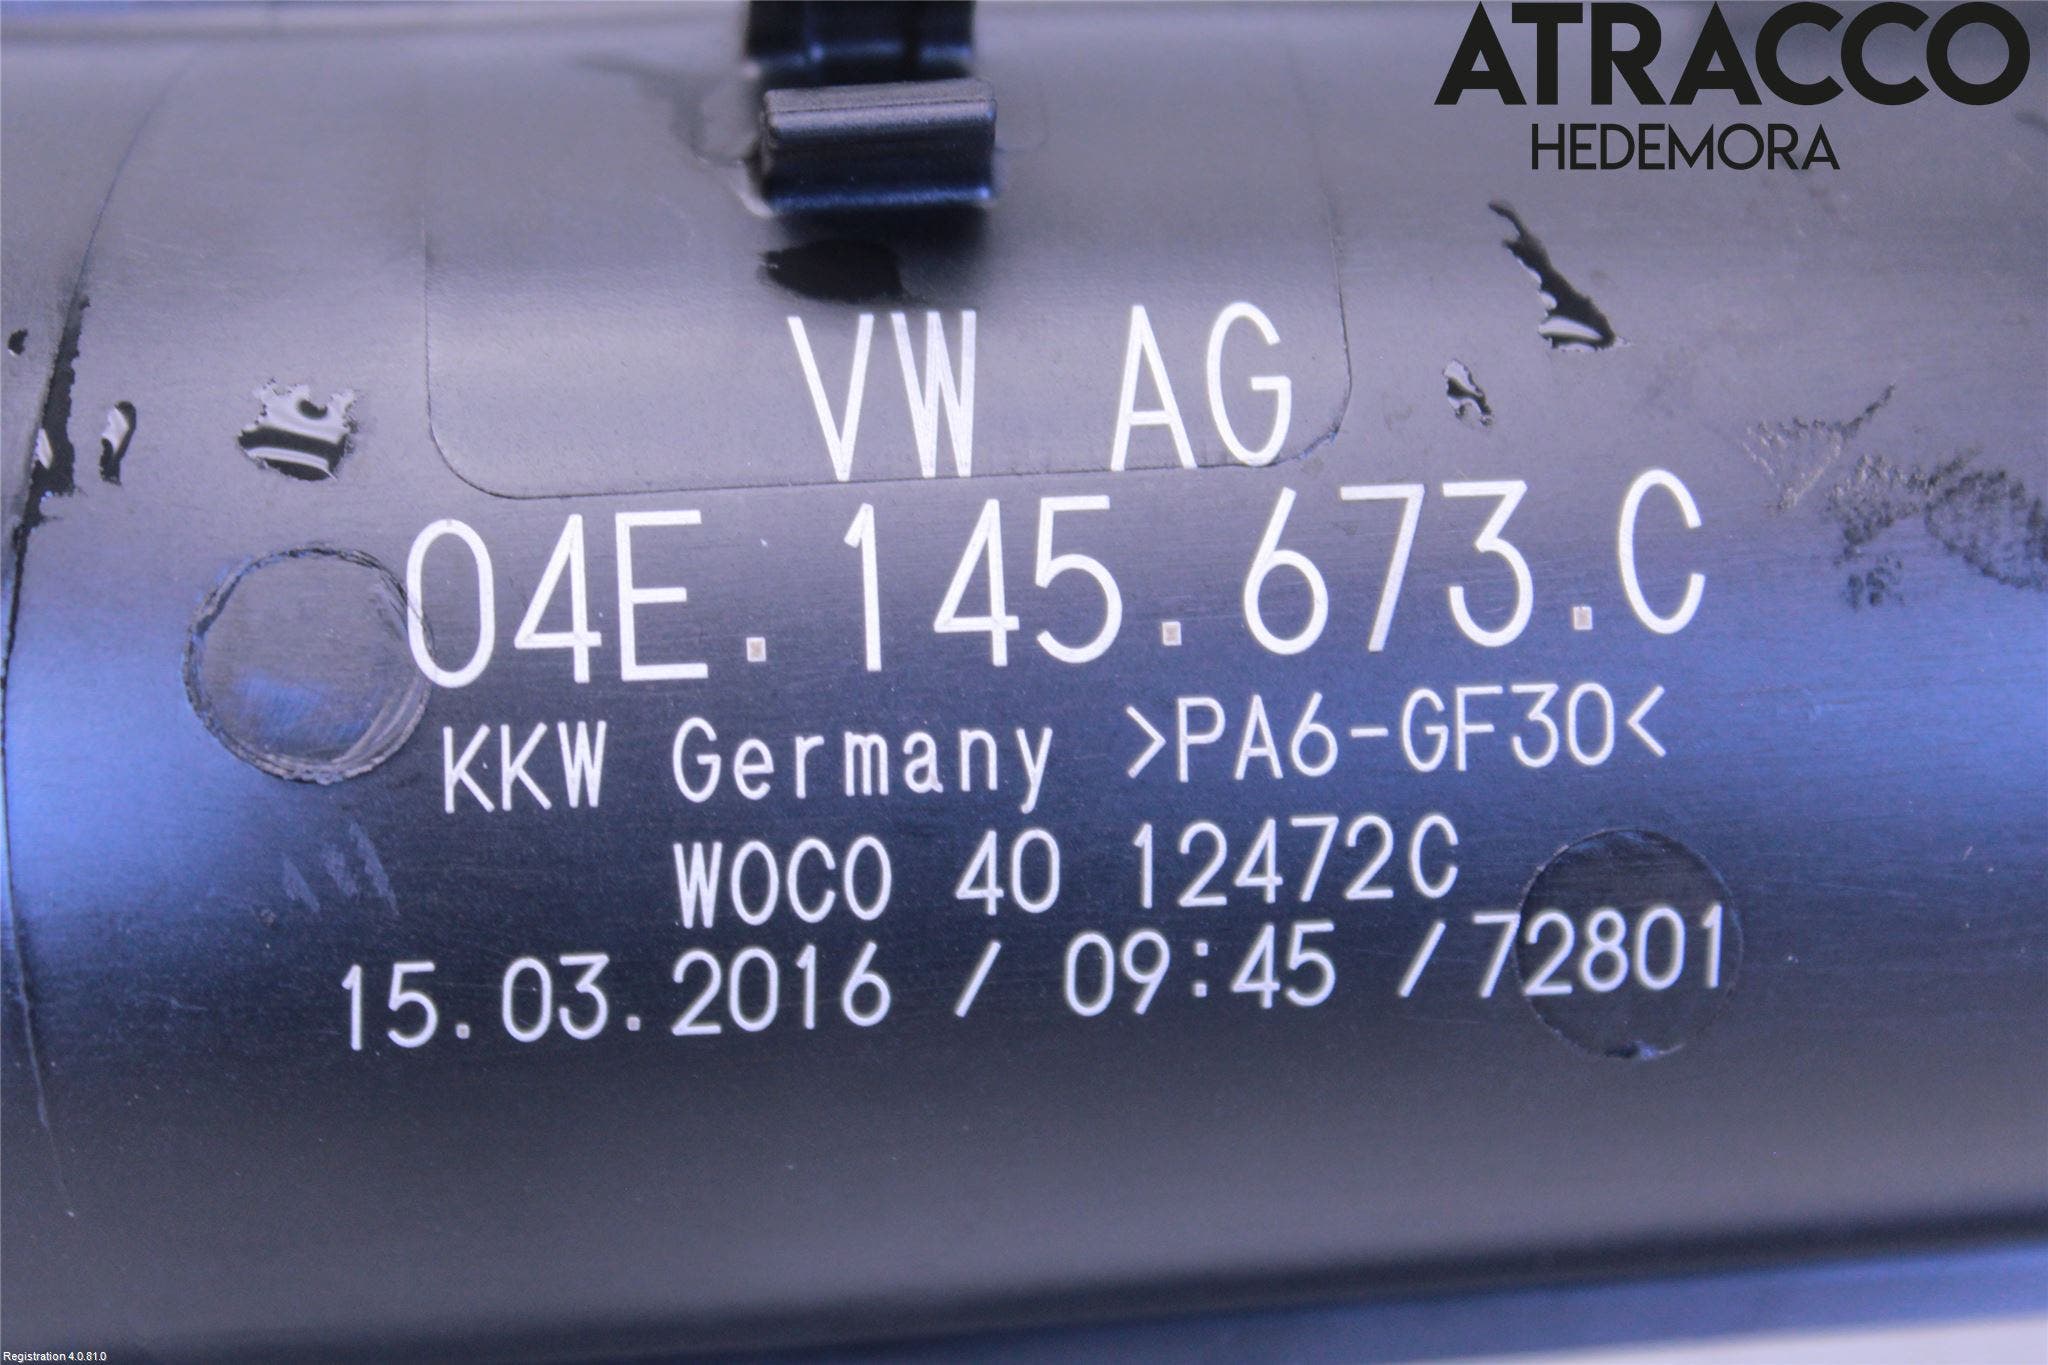 ATRACCO
HEDEMORA
VW AG
04E.145.673.C
KKW Germany >PA6-GF30<
WOCO 40 12472C
15.03.2016 / 09:45 /72801
Registration 4.0.81.0